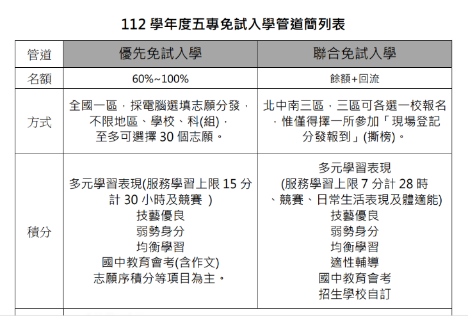 112 學年度五專免試入學管道簡列表
管道 優先免試入學 聯合免試入學
名額 60%~100% 餘額+回流
方式
全國一區，採電腦選填志願分發，
不限地區、學校、科(組)，
至多可選擇 30 個志願。
北中南三區，三區可各選一校報名
，惟僅得擇一所參加「現場登記
分發報到」(撕榜)。
積分
多元學習表現(服務學習上限 15 分
計 30 小時及競賽 )
技藝優良
弱勢身分
均衡學習
國中教育會考(含作文)
志願序積分等項目為主。
多元學習表現
(服務學習上限 7 分計 28 時
、競賽、日常生活表現及體適能)
技藝優良
弱勢身分
均衡學習
適性輔導
國中教育會考
招生學校自訂